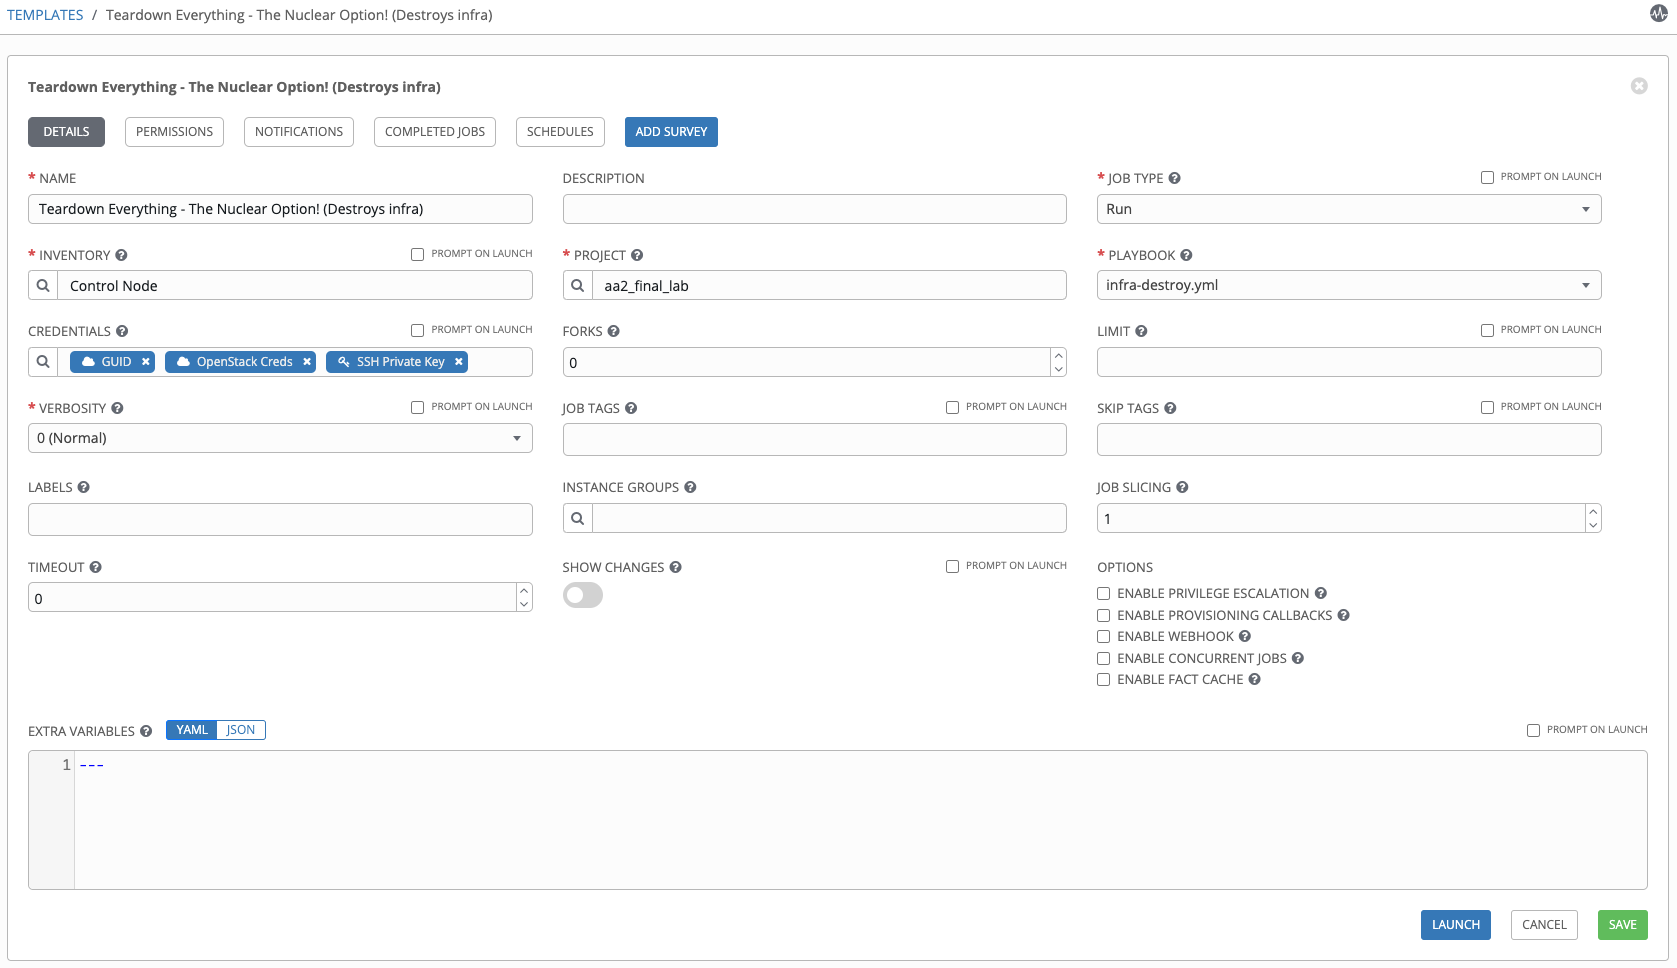 TEMPLATES / Teardown Everything - The Nuclear Option! (Destroys infra)
Teardown Everything - The Nuclear Option! (Destroys infra)
DETAILS PERMISSIONS NOTIFICATIONS COMPLETED JOBS SCHEDULES ADD SURVEY
* NAME DESCRIPTION * JOB TYPE PROMPT ON LAUNCH
Teardown Everything - The Nuclear Option! (Destroys infra) Run
* INVENTORY PROMPT ON LAUNCH * PROJECT * PLAYBOOK
Control Node aa2_final_lab infra-destroy.yml
CREDENTIALS PROMPT ON LAUNCH FORKS LIMIT PROMPT ON LAUNCH
GUID OpenStack Creds SSH Private Key 0
* VERBOSITY PROMPT ON LAUNCH JOB TAGS PROMPT ON LAUNCH SKIP TAGS PROMPT ON LAUNCH
0 (Normal)
LABELS INSTANCE GROUPS JOB SLICING
1
TIMEOUT SHOW CHANGES PROMPT ON LAUNCH OPTIONS
0
ENABLE PRIVILEGE ESCALATION
ENABLE PROVISIONING CALLBACKS
ENABLE WEBHOOK
ENABLE CONCURRENT JOBS
ENABLE FACT CACHE
EXTRA VARIABLES YAML JSON PROMPT ON LAUNCH
1 ---
LAUNCH CANCEL SAVE